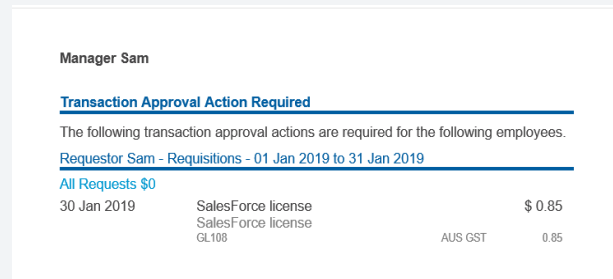 Manager Sam
Transaction Approval Action Required
The following transaction approval actions are required for the following employees.
Requestor Sam - Requisitions - 01 Jan 2019 to 31 Jan 2019
All Requests $0
30 Jan 2019 SalesForce license $ 0.85
SalesForce license
GL108 AUS GST 0.85